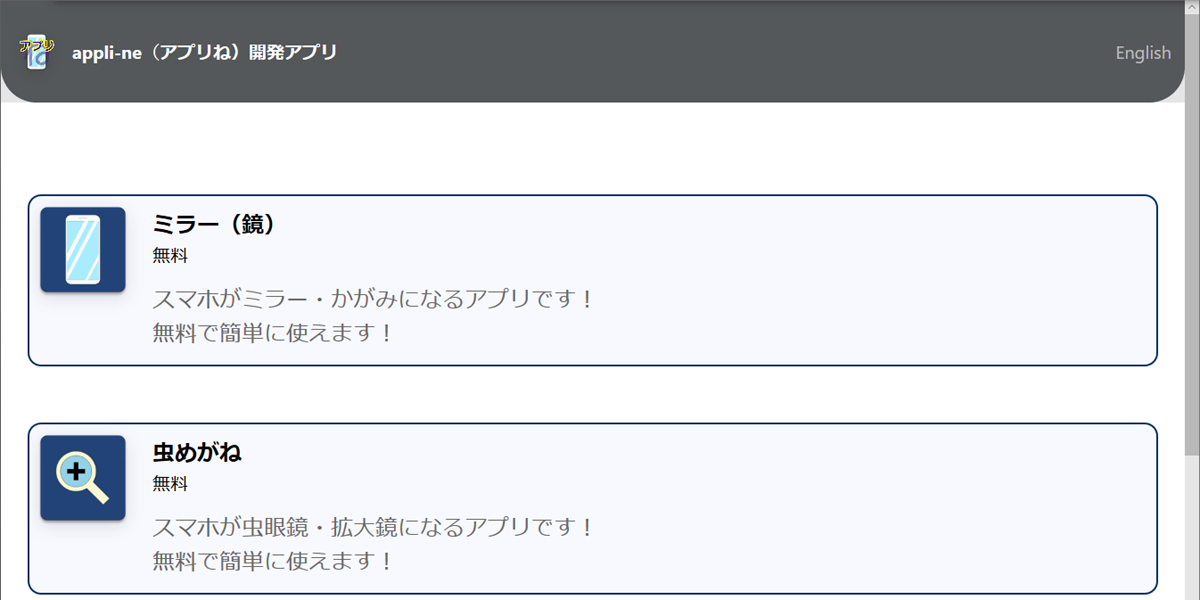 アプリ
appli-ne（アプリね）開発アプリ
English
ミラー（鏡）
無料
スマホがミラー・かがみになるアプリです！
無料で簡単に使えます！
虫めがね
無料
スマホが虫眼鏡・拡大鏡になるアプリです！
無料で簡単に使えます！